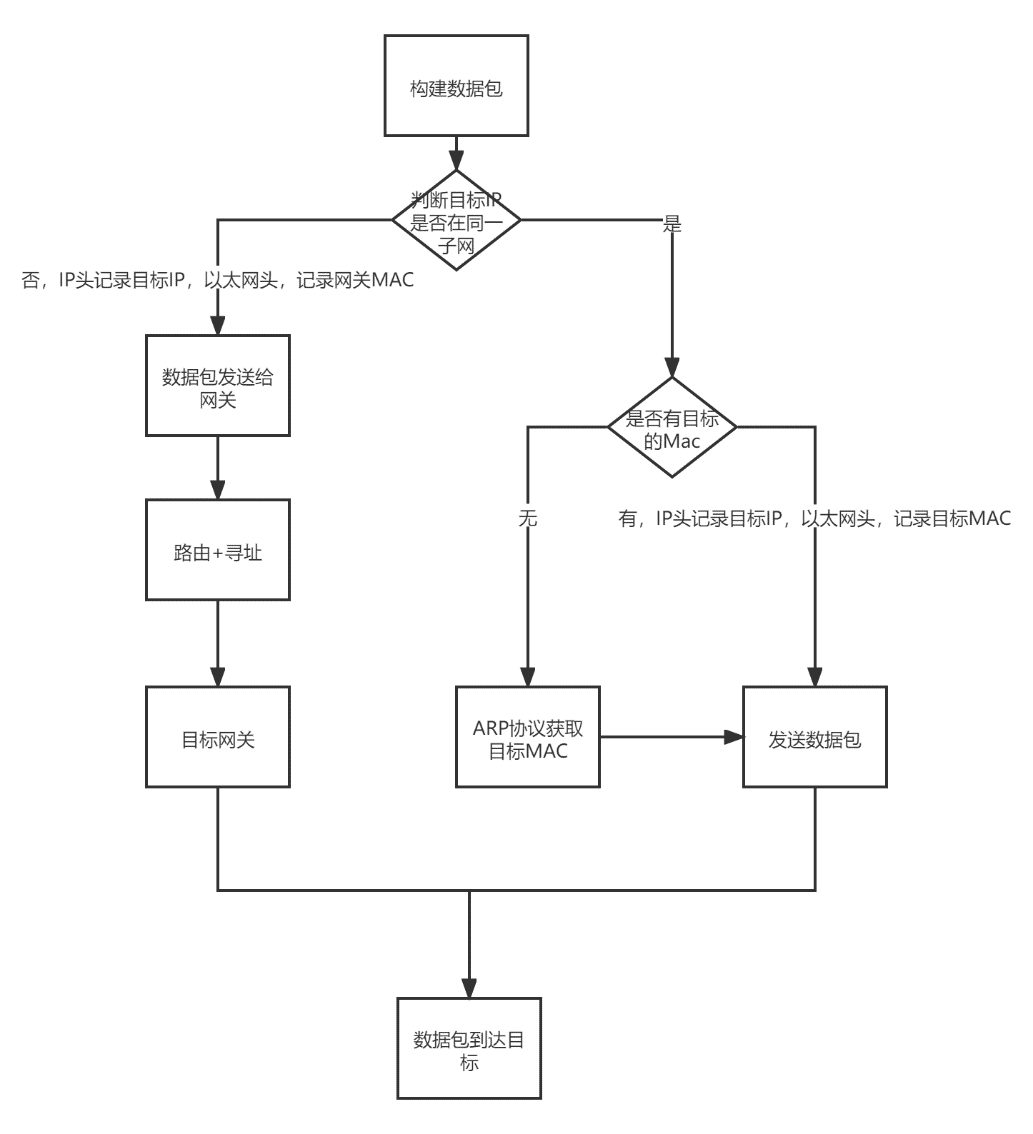 构建数据包
判断目标IP
是否在同一
子网
是
否，IP头记录目标IP，以太网头，记录网关MAC
数据包发送给
网关
是否有目标
的Mac
无
有，IP头记录目标IP，以太网头，记录目标MAC
路由+寻址
目标网关
ARP协议获取
目标MAC
发送数据包
数据包到达目
标